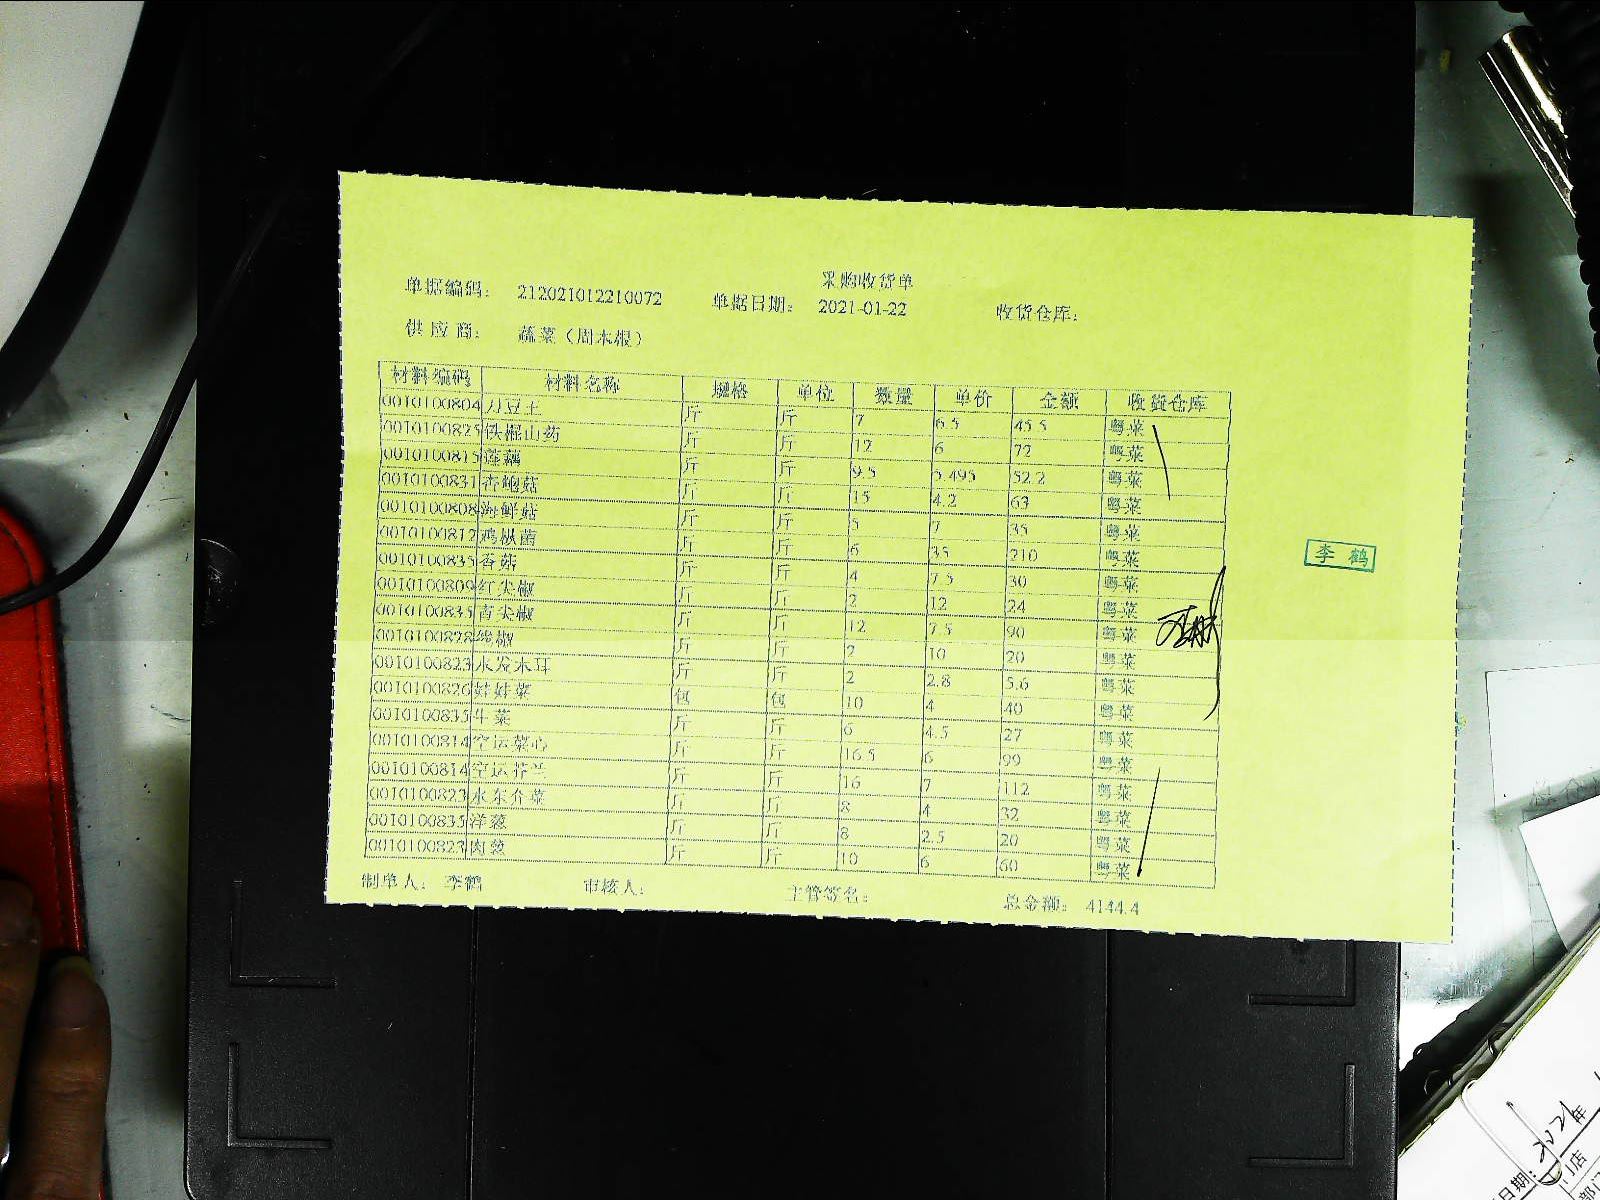 采购收货单
单据编码： 212021012210072 单据日期： 2021-01-22 收货仓库：
供 应 商： 蔬菜（周木根）
材料编码 材料名称 规格 单位 数量 单价 金额 收货仓库
0010100804 刀豆王 斤 斤 7 6.5 45.5 粤菜
0010100825 铁棍山药 斤 斤 12 6 72 粤菜
0010100815 莲藕 斤 斤 9.5 5.495 52.2 粤菜
0010100831 杏鲍菇 斤 斤 15 4.2 63 粤菜
0010100808 海鲜菇 斤 斤 5 7 35 粤菜
0010100812 鸡枞菌 斤 斤 6 35 210 粤菜
0010100835 香菇 斤 斤 4 7.5 30 粤菜
0010100809 红尖椒 斤 斤 2 12 24 粤菜
0010100835 青尖椒 斤 斤 12 7.5 90 粤菜
0010100828 线椒 斤 斤 2 10 20 粤菜
0010100823 水发木耳 斤 斤 2 2.8 5.6 粤菜
0010100826 娃娃菜 包 包 10 4 40 粤菜
0010100835 生菜 斤 斤 6 4.5 27 粤菜
0010100814 空运菜心 斤 斤 16.5 6 99 粤菜
0010100814 空运芥兰 斤 斤 16 7 112 粤菜
0010100823 水东介菜 斤 斤 8 4 32 粤菜
0010100835 洋葱 斤 斤 8 2.5 20 粤菜
0010100823 肉葱 斤 斤 10 6 60 粤菜
制单人： 李鹤 审核人： 主管签名： 总金额： 4144.4
李 鹤
2021年
日期：
店
部门